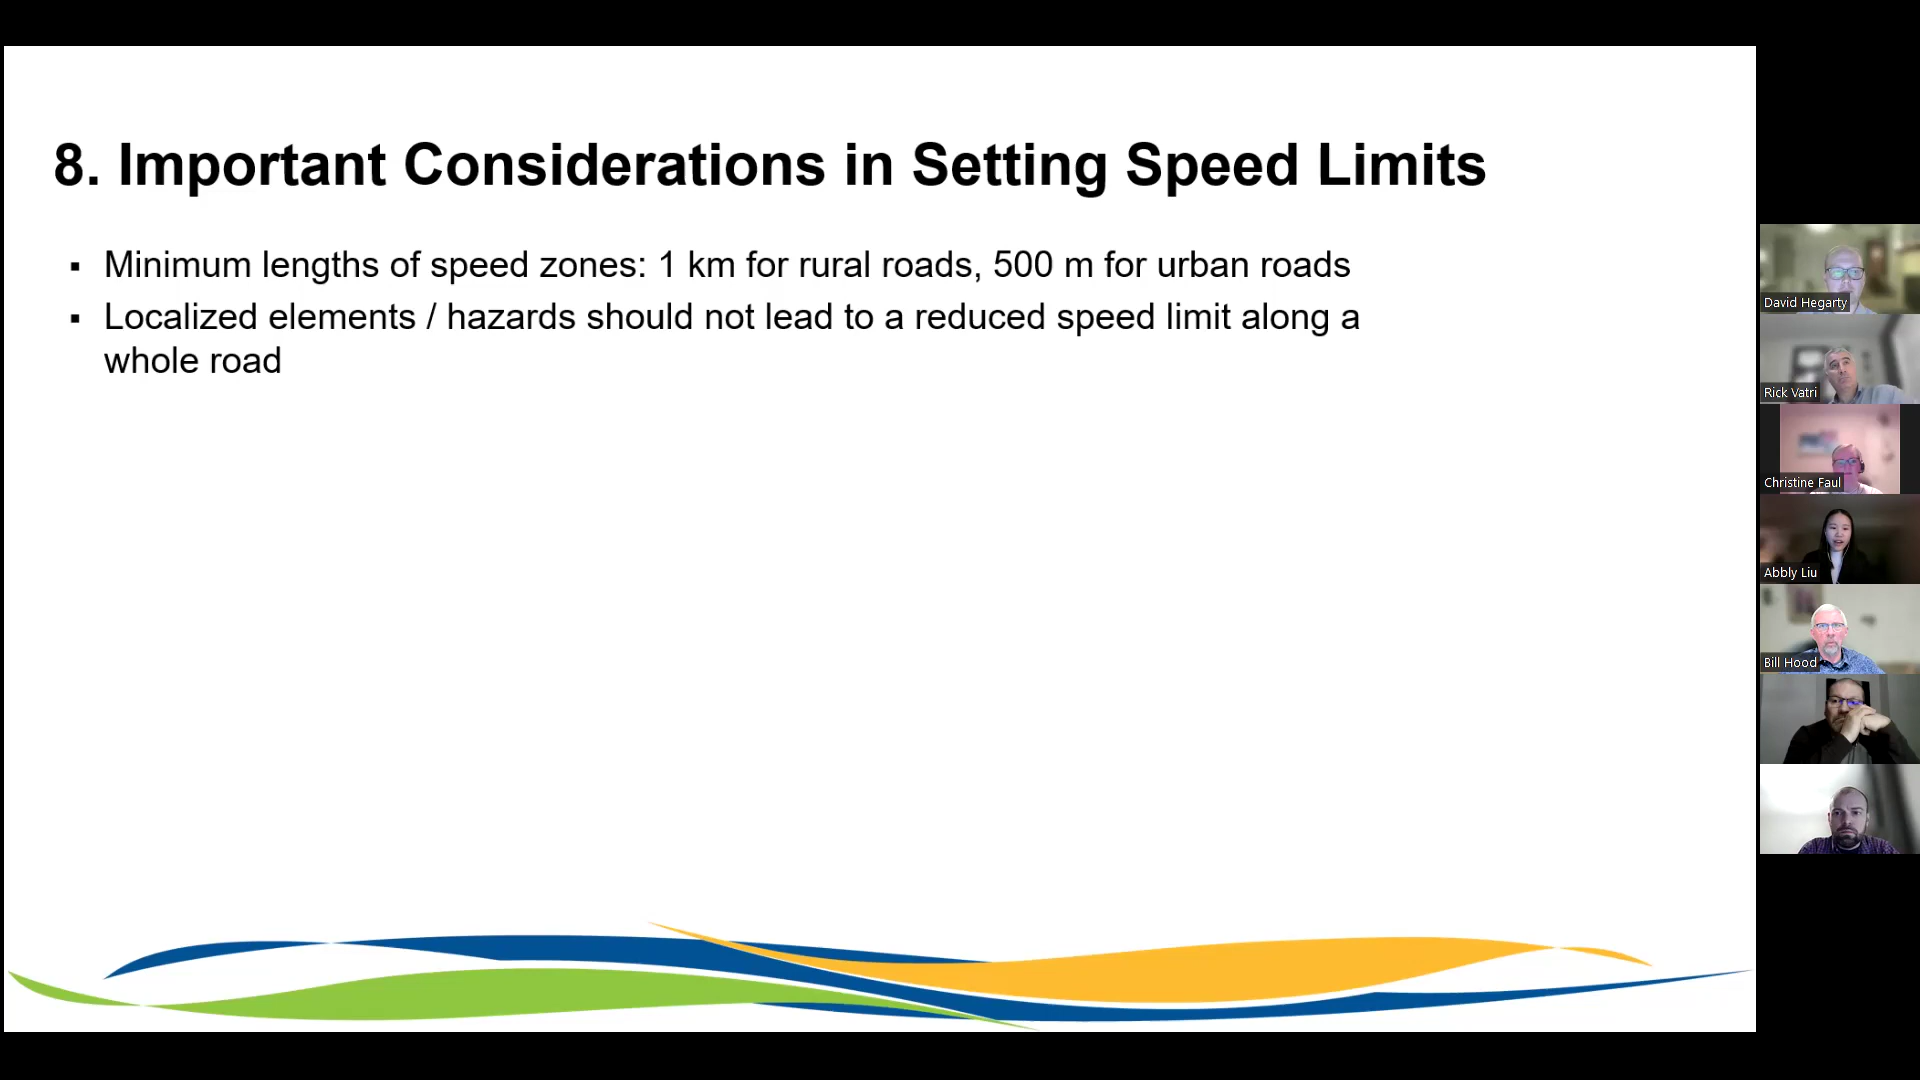 8. Important Considerations in Setting Speed Limits
▪ Minimum lengths of speed zones: 1 km for rural roads, 500 m for urban roads
▪ Localized elements / hazards should not lead to a reduced speed limit along a
whole road
David Hegarty
Rick Vatri
Christine Faul
Abbly Liu
Bill Hood